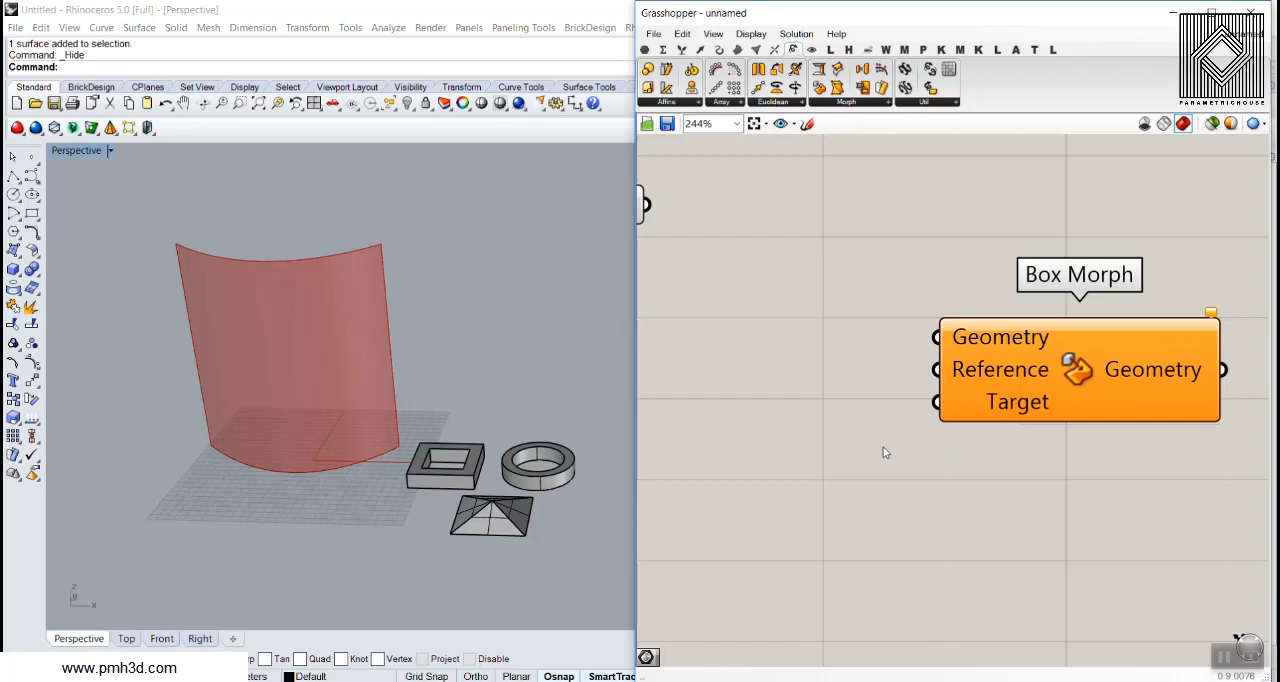 Untitled - Rhinoceros 5.0 [Full] - [Perspective]
File Edit View Curve Surface Solid Mesh Dimension Transform Tools Analyze Render Panels Paneling Tools BrickDesign
1 surface added to selection.
Command: _Hide
Command:
Standard BrickDesign CPlanes Set View Display Select Viewport Layout Visibility Transform Curve Tools Surface Tools
Perspective
z
y
x
Perspective Top Front Right
Tan Quad Knot Vertex Project Disable
www.pmh3d.com
Default Grid Snap Ortho Planar Osnap SmartTrac
Grasshopper - unnamed
File Edit View Display Solution Help
L H W M P K M K L A T L
Affine Array Euclidean Morph Util
244%
PARAMETRICHOUSE
Box Morph
Geometry
Reference Geometry
Target
0.9.0076